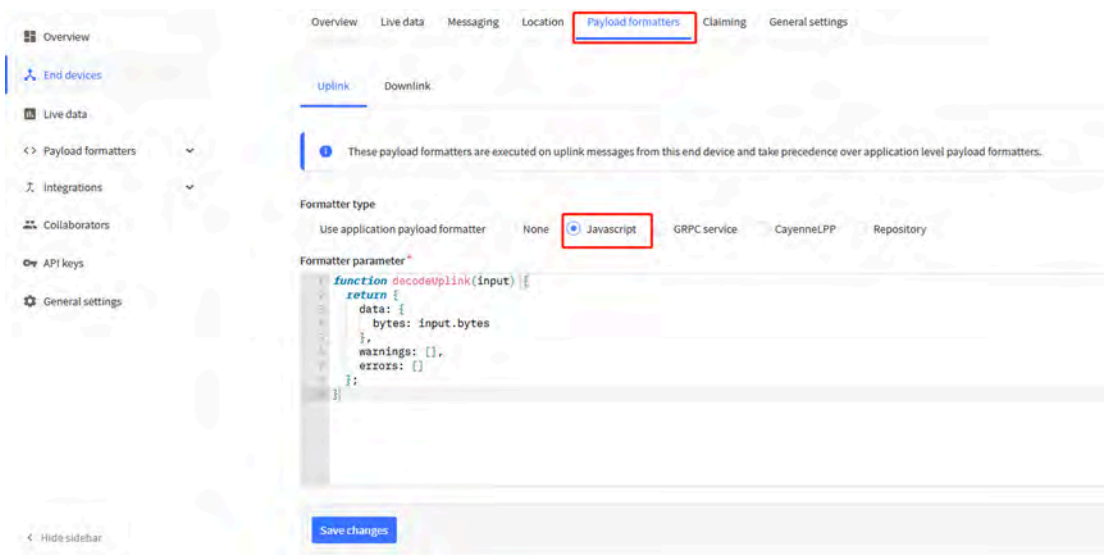 Overview Live data Messaging Location Payload formatters Claiming General settings
Overview
End devices
Live data
<> Payload formatters
Integrations
Collaborators
API keys
General settings
Uplink Downlink
These payload formatters are executed on uplink messages from this end device and take precedence over application level payload formatters.
Formatter type
Use application payload formatter None Javascript GRPC service CayenneLPP Repository
Formatter parameter*
function decodeUplink(input) {
return {
data: {
bytes: input.bytes
},
warnings: [],
errors: []
};
}
Save changes
< Hide sidebar